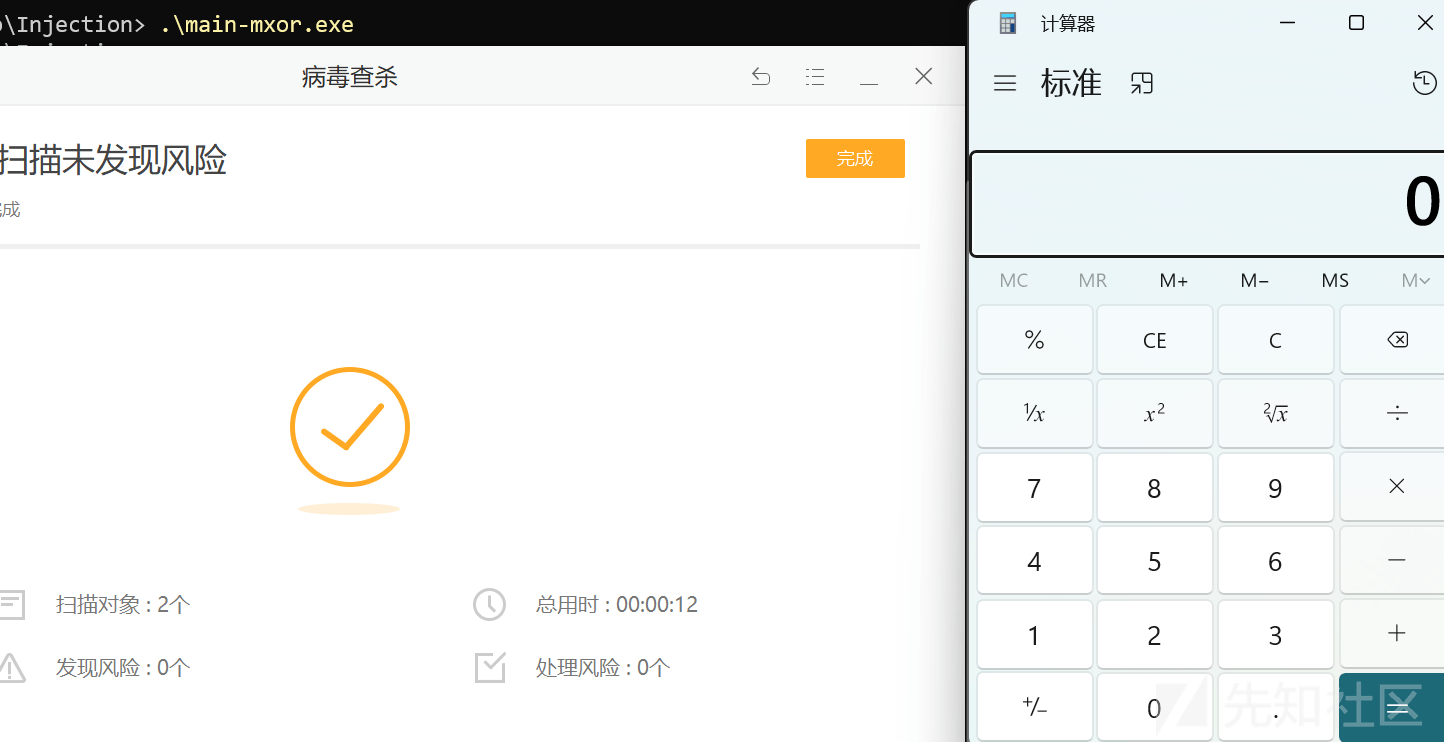 \Injection> .\main-mxor.exe
病毒查杀
扫描未发现风险
完成
成
扫描对象 : 2个
总用时 : 00:00:12
发现风险 : 0个
处理风险 : 0个
计算器
标准
0
MC MR M+ M− MS M
% CE C
¹/x x² ²√x ÷
7 8 9 ×
4 5 6 −
1 2 3 +
+/− 0 . =
先知社区